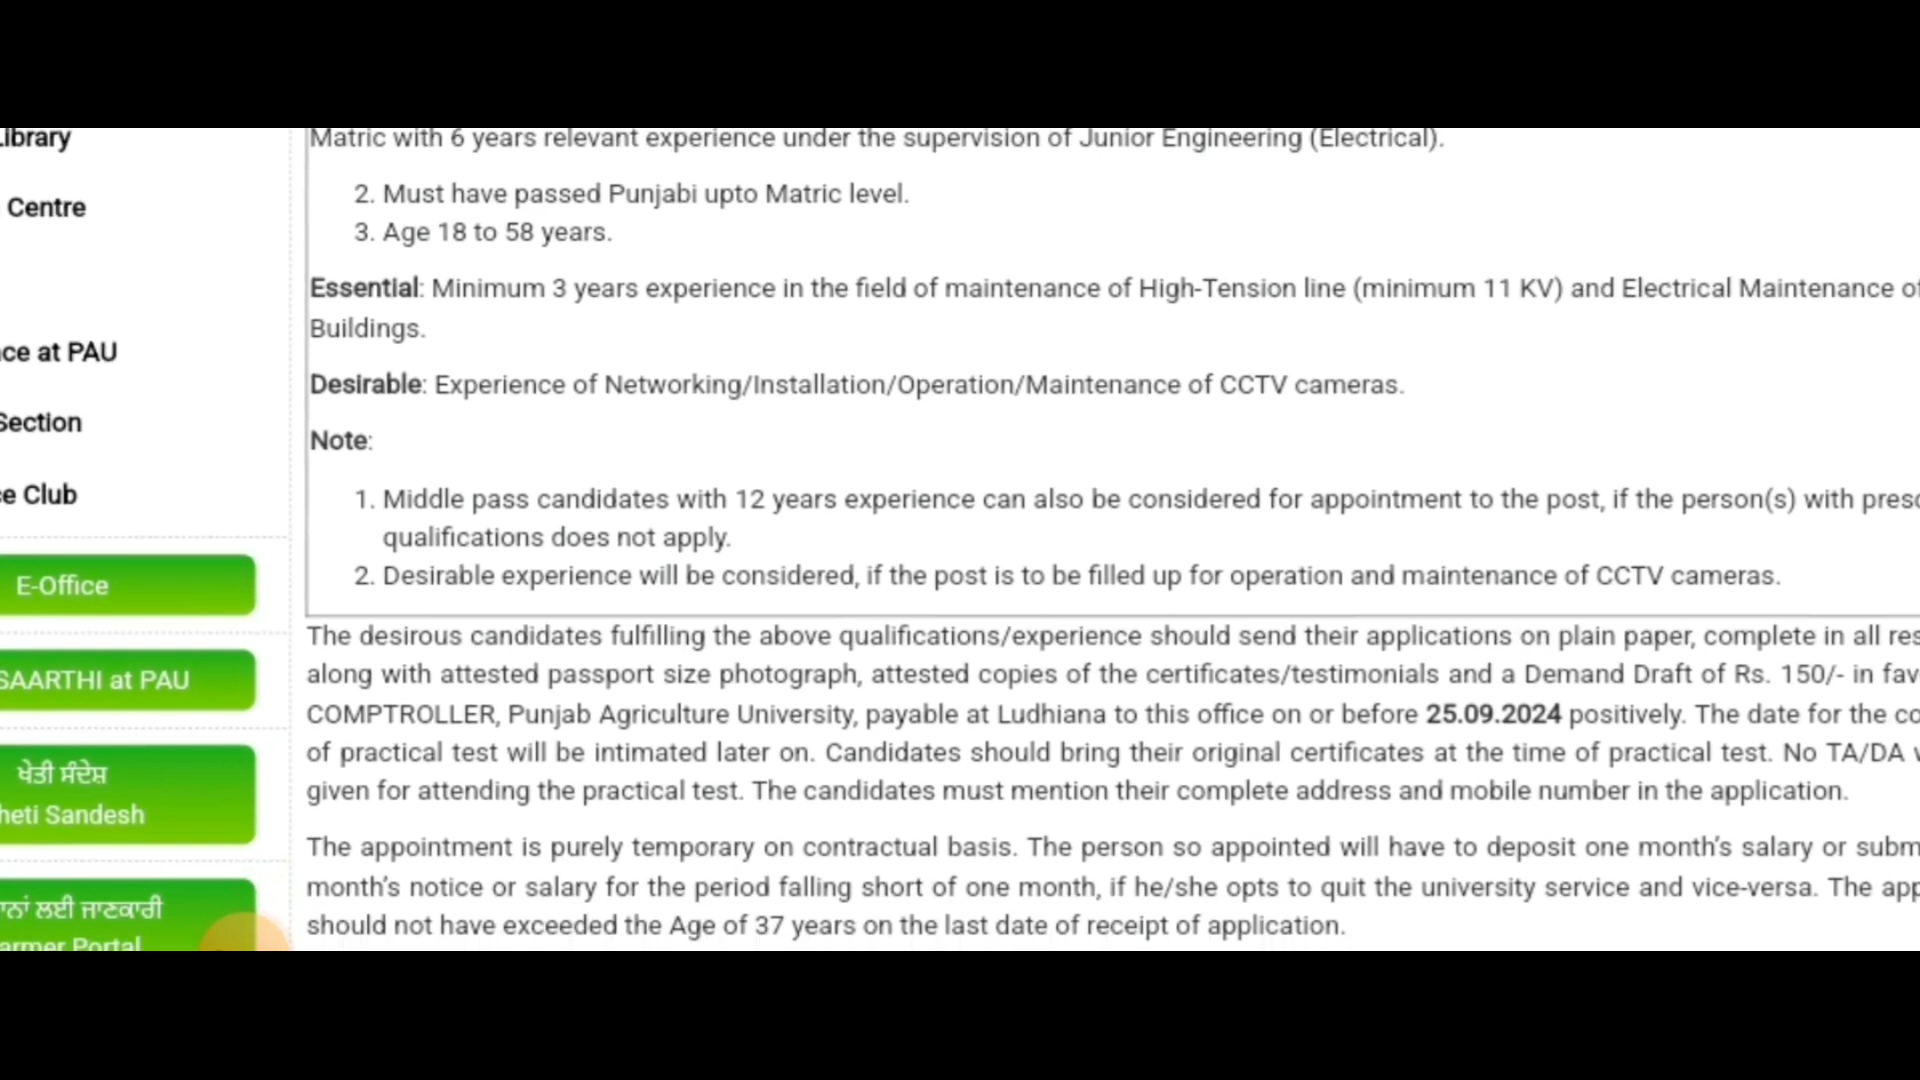 Library
Centre
ce at PAU
Section
e Club
E-Office
SAARTHI at PAU
ਖੇਤੀ ਸੰਦੇਸ਼
heti Sandesh
ਾਨਾਂ ਲਈ ਜਾਣਕਾਰੀ
armer Portal
Matric with 6 years relevant experience under the supervision of Junior Engineering (Electrical).
2. Must have passed Punjabi upto Matric level.
3. Age 18 to 58 years.
Essential: Minimum 3 years experience in the field of maintenance of High-Tension line (minimum 11 KV) and Electrical Maintenance of
Buildings.
Desirable: Experience of Networking/Installation/Operation/Maintenance of CCTV cameras.
Note:
1. Middle pass candidates with 12 years experience can also be considered for appointment to the post, if the person(s) with presc
qualifications does not apply.
2. Desirable experience will be considered, if the post is to be filled up for operation and maintenance of CCTV cameras.
The desirous candidates fulfilling the above qualifications/experience should send their applications on plain paper, complete in all res
along with attested passport size photograph, attested copies of the certificates/testimonials and a Demand Draft of Rs. 150/- in fav
COMPTROLLER, Punjab Agriculture University, payable at Ludhiana to this office on or before 25.09.2024 positively. The date for the co
of practical test will be intimated later on. Candidates should bring their original certificates at the time of practical test. No TA/DA
given for attending the practical test. The candidates must mention their complete address and mobile number in the application.
The appointment is purely temporary on contractual basis. The person so appointed will have to deposit one month's salary or subm
month's notice or salary for the period falling short of one month, if he/she opts to quit the university service and vice-versa. The app
should not have exceeded the Age of 37 years on the last date of receipt of application.